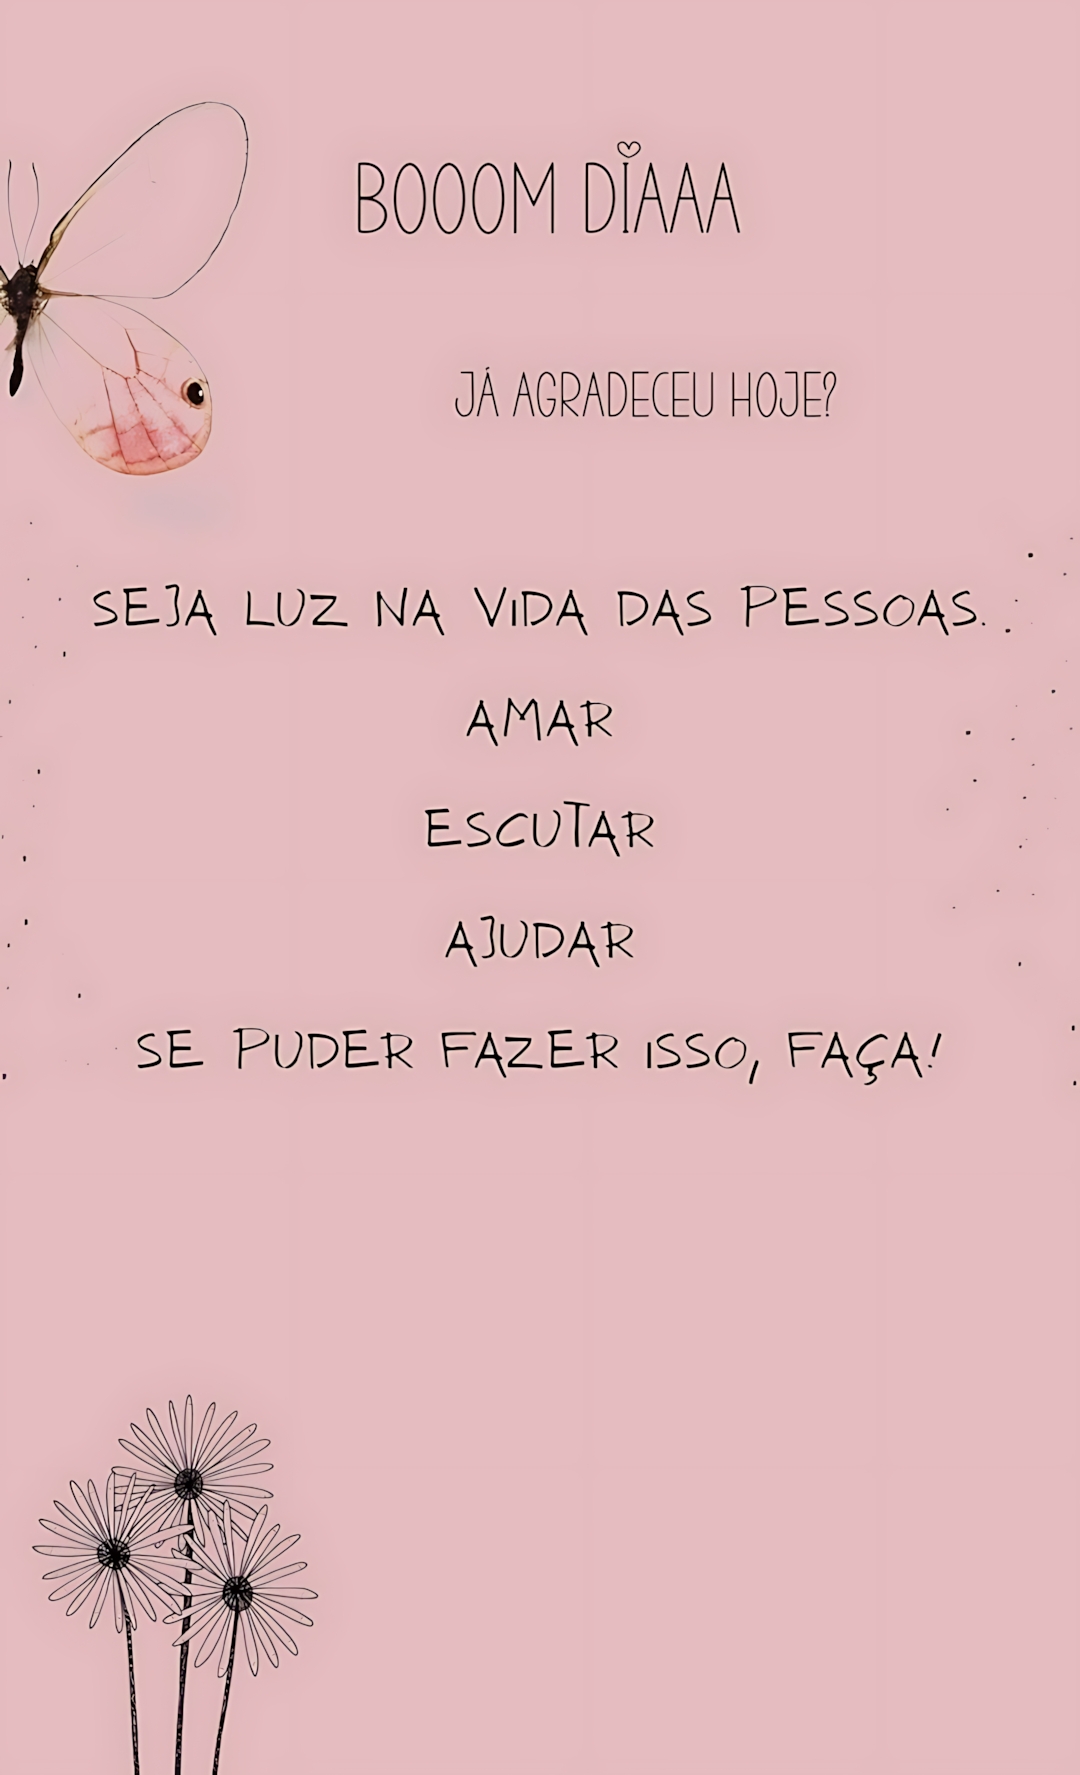 BOOOM DIAAA
JÁ AGRADECEU HOJE?
SEJA LUZ NA VIDA DAS PESSOAS.
AMAR
ESCUTAR
AJUDAR
SE PUDER FAZER ISSO, FAÇA!